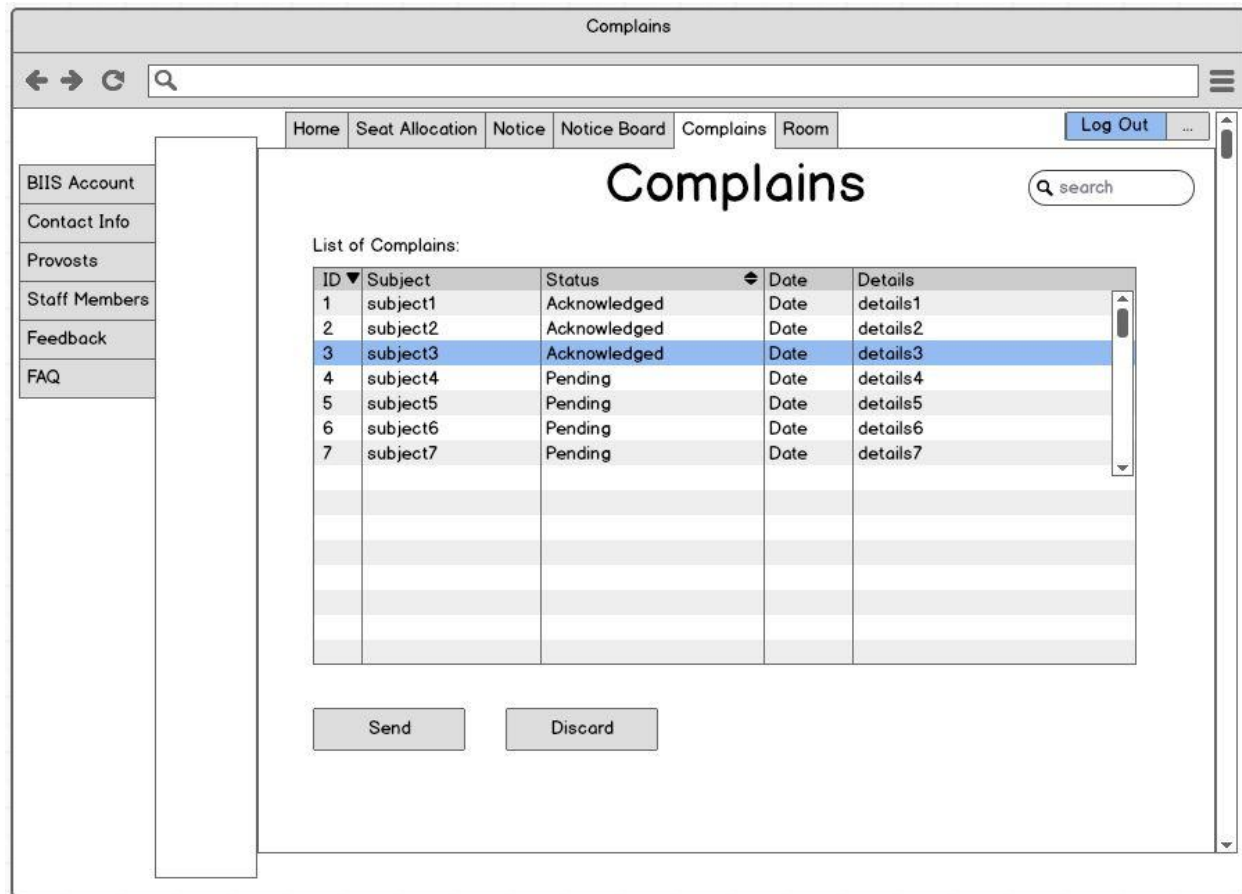 Complains
Home Seat Allocation Notice Notice Board Complains Room Log Out ...
BIIS Account
Contact Info
Provosts
Staff Members
Feedback
FAQ
Complains
search
List of Complains:
ID Subject Status Date Details
1 subject1 Acknowledged Date details1
2 subject2 Acknowledged Date details2
3 subject3 Acknowledged Date details3
4 subject4 Pending Date details4
5 subject5 Pending Date details5
6 subject6 Pending Date details6
7 subject7 Pending Date details7
Send Discard